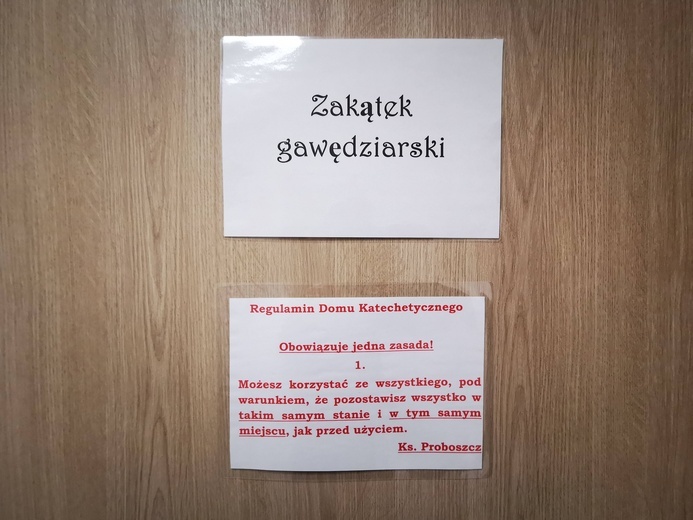 Zakątek
gawędziarski
Regulamin Domu Katechetycznego
Obowiązuje jedna zasada!
1.
Możesz korzystać ze wszystkiego, pod
warunkiem, że pozostawisz wszystko w
takim samym stanie i w tym samym
miejscu, jak przed użyciem.
Ks. Proboszcz